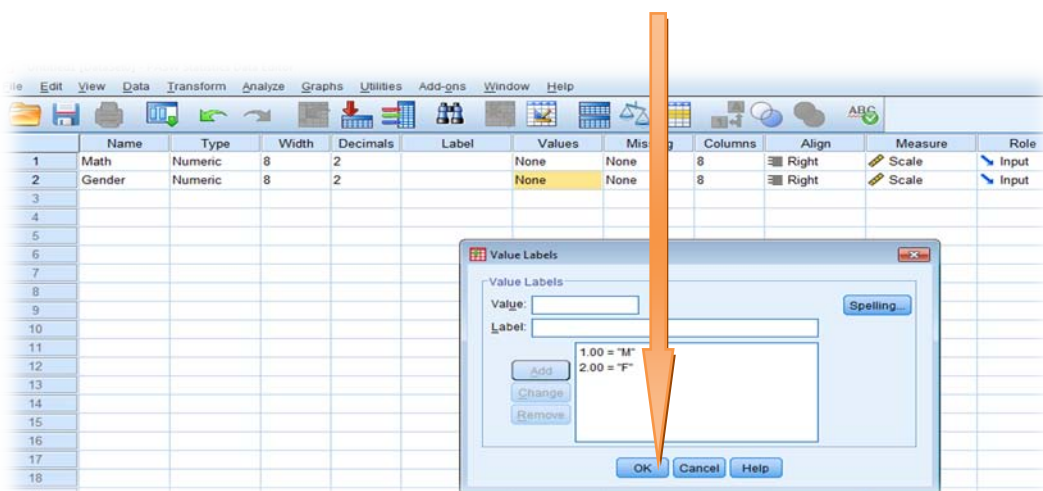 Edit View Data Transform Analyze Graphs Utilities Add-ons Window Help
Name Type Width Decimals Label Values Columns Align Measure Role
1 Math Numeric 8 2 None None 8 Right Scale Input
2 Gender Numeric 8 2 None None 8 Right Scale Input
3
4
5
6
7
8
9
10
11
12
13
14
15
16
17
18
Value Labels
Value Labels
Value:
Spelling...
Label:
1.00 = "M"
Add 2.00 = "F"
Change
Remove
OK Cancel Help